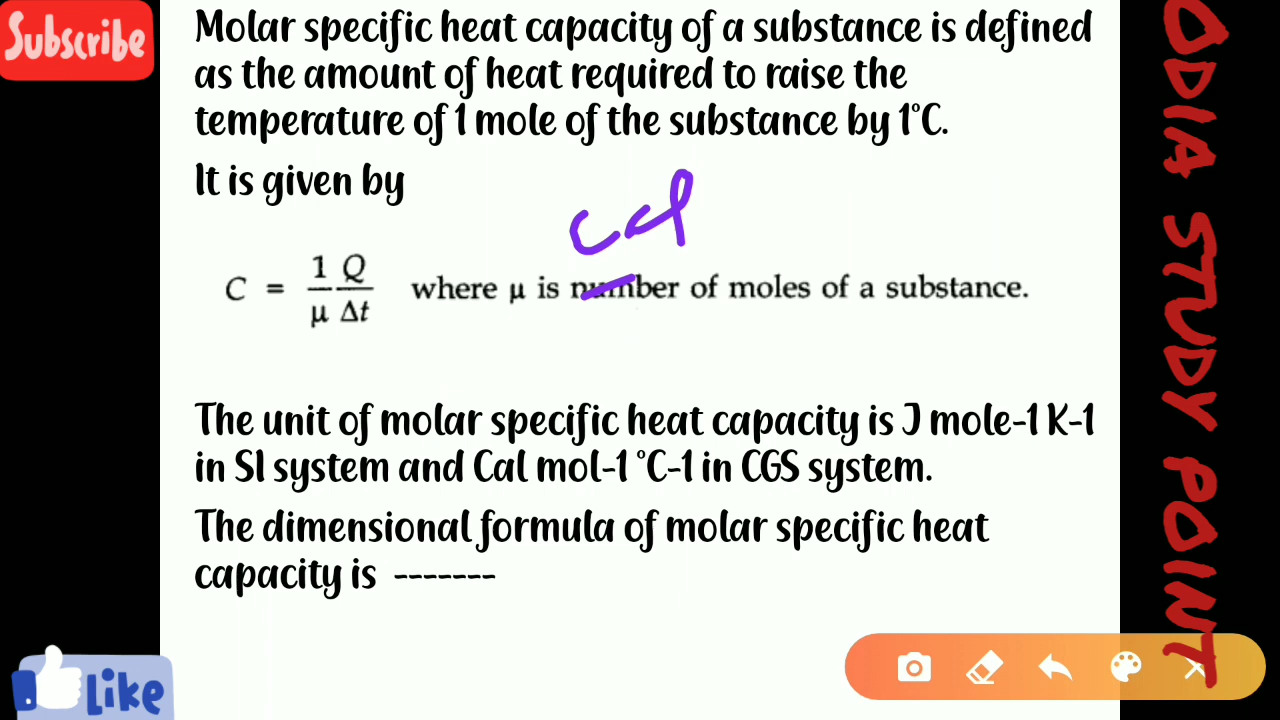 Subscribe
Molar specific heat capacity of a substance is defined
as the amount of heat required to raise the
temperature of 1 mole of the substance by 1°C.
It is given by
cal
C = 1/μ Q/Δt where μ is number of moles of a substance.
The unit of molar specific heat capacity is J mole-1 K-1
in SI system and Cal mol-1 °C-1 in CGS system.
The dimensional formula of molar specific heat
capacity is -------
LIKE
ODIA STUDY POINT